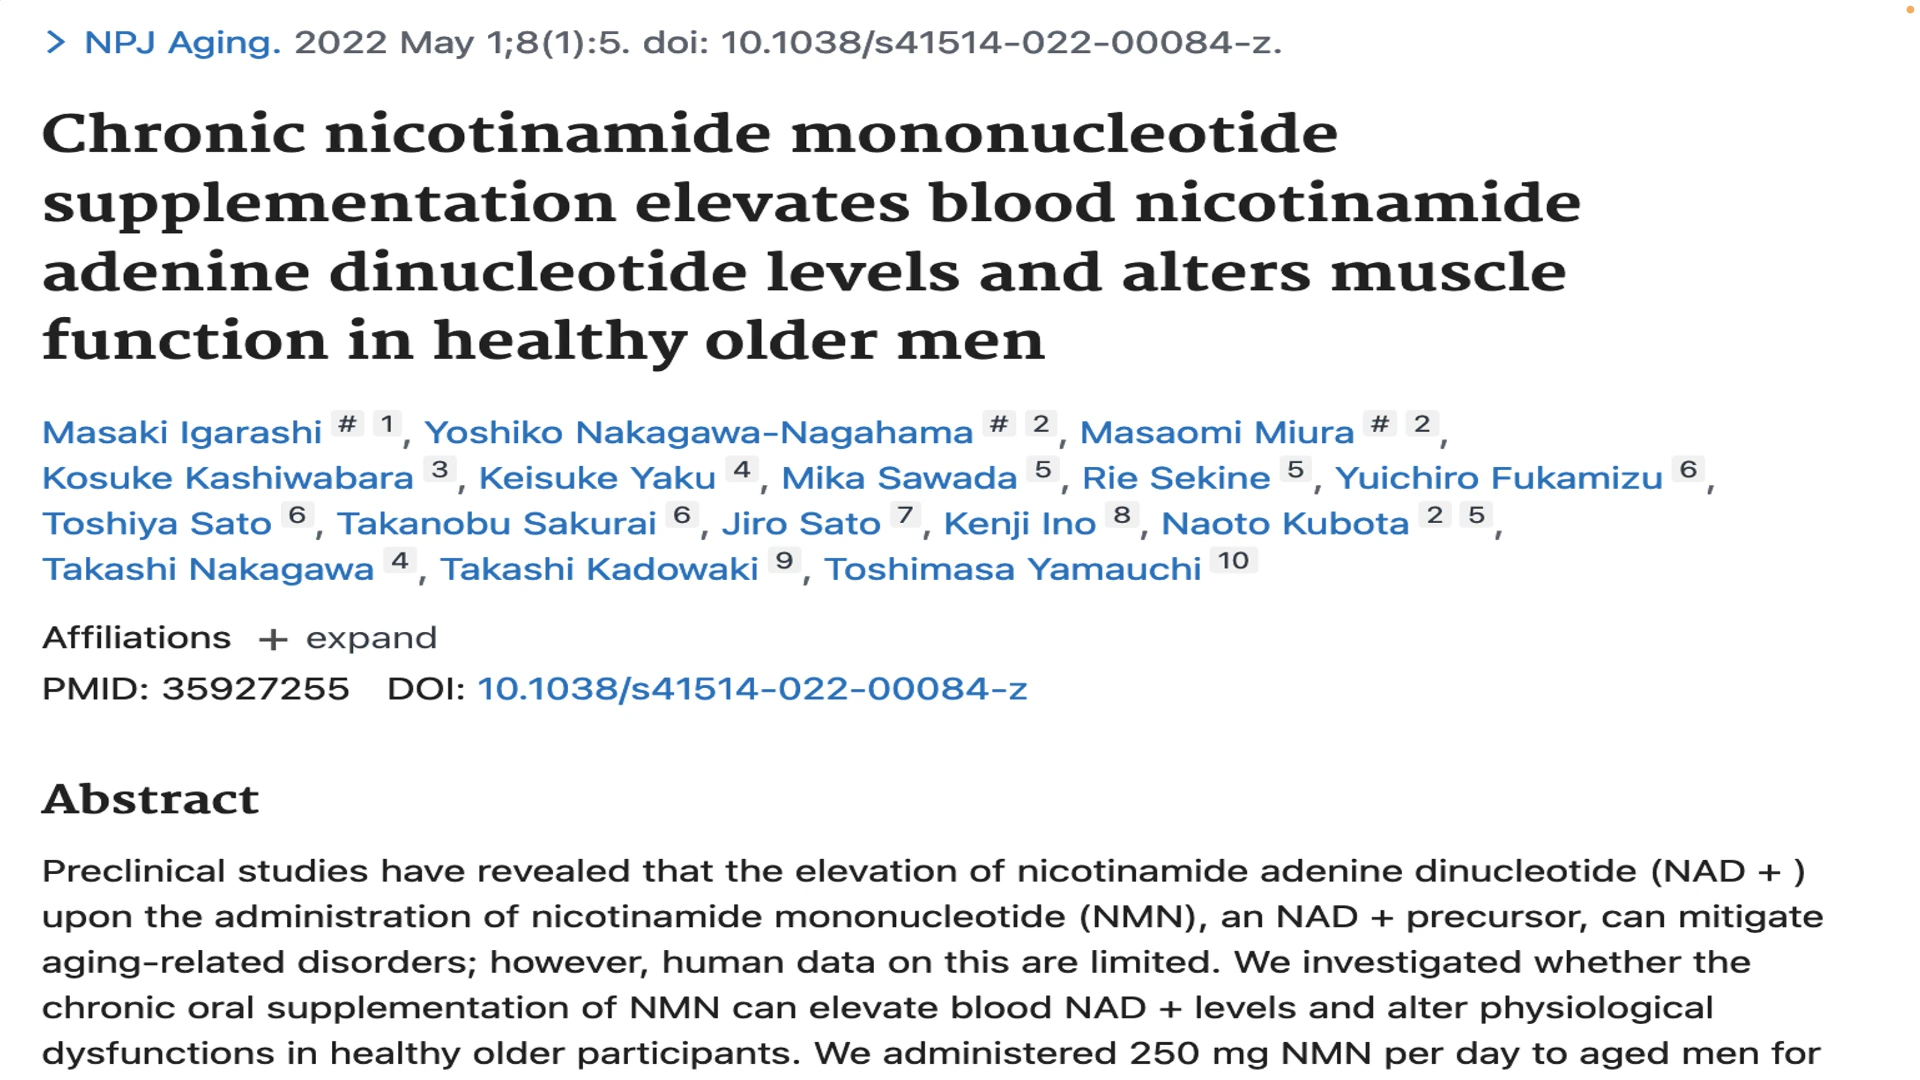 > NPJ Aging. 2022 May 1;8(1):5. doi: 10.1038/s41514-022-00084-z.
Chronic nicotinamide mononucleotide
supplementation elevates blood nicotinamide
adenine dinucleotide levels and alters muscle
function in healthy older men
Masaki Igarashi # 1, Yoshiko Nakagawa-Nagahama # 2, Masaomi Miura # 2,
Kosuke Kashiwabara 3, Keisuke Yaku 4, Mika Sawada 5, Rie Sekine 5, Yuichiro Fukamizu 6,
Toshiya Sato 6, Takanobu Sakurai 6, Jiro Sato 7, Kenji Ino 8, Naoto Kubota 2 5,
Takashi Nakagawa 4, Takashi Kadowaki 9, Toshimasa Yamauchi 10
Affiliations + expand
PMID: 35927255 DOI: 10.1038/s41514-022-00084-z
Abstract
Preclinical studies have revealed that the elevation of nicotinamide adenine dinucleotide (NAD + )
upon the administration of nicotinamide mononucleotide (NMN), an NAD + precursor, can mitigate
aging-related disorders; however, human data on this are limited. We investigated whether the
chronic oral supplementation of NMN can elevate blood NAD + levels and alter physiological
dysfunctions in healthy older participants. We administered 250 mg NMN per day to aged men for